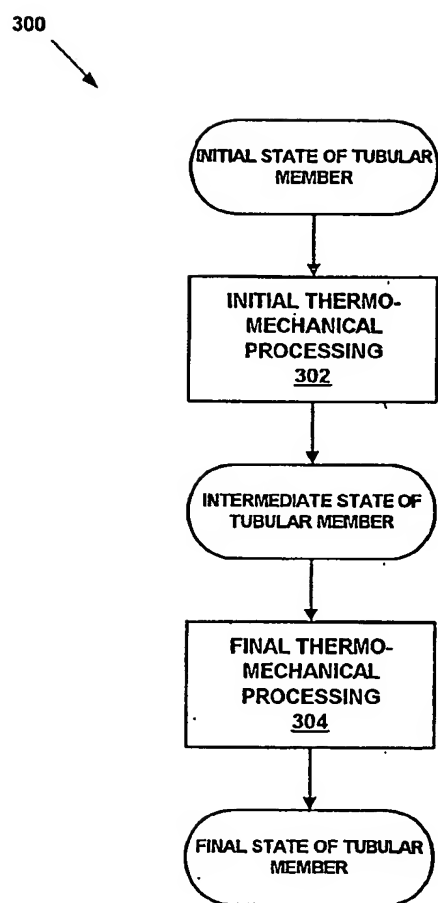 300
INITIAL STATE OF TUBULAR
MEMBER
INITIAL THERMO-
MECHANICAL
PROCESSING
302
INTERMEDIATE STATE OF
TUBULAR MEMBER
FINAL THERMO-
MECHANICAL
PROCESSING
304
FINAL STATE OF TUBULAR
MEMBER